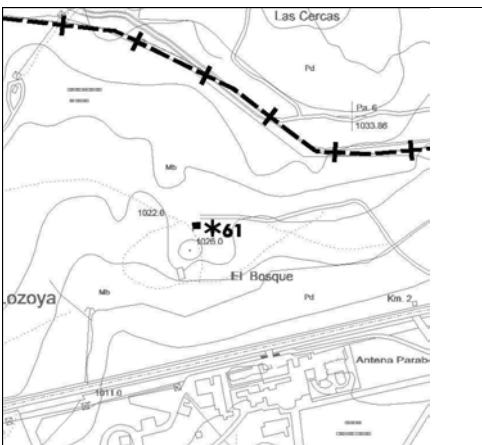 Las Cercas
Pd
Pa. 6
1033.86
Mb
1022.0
61
1026.0
El Bosque
Lozoya
Mb
Pd
Km. 2
Antena Parab
1011.0